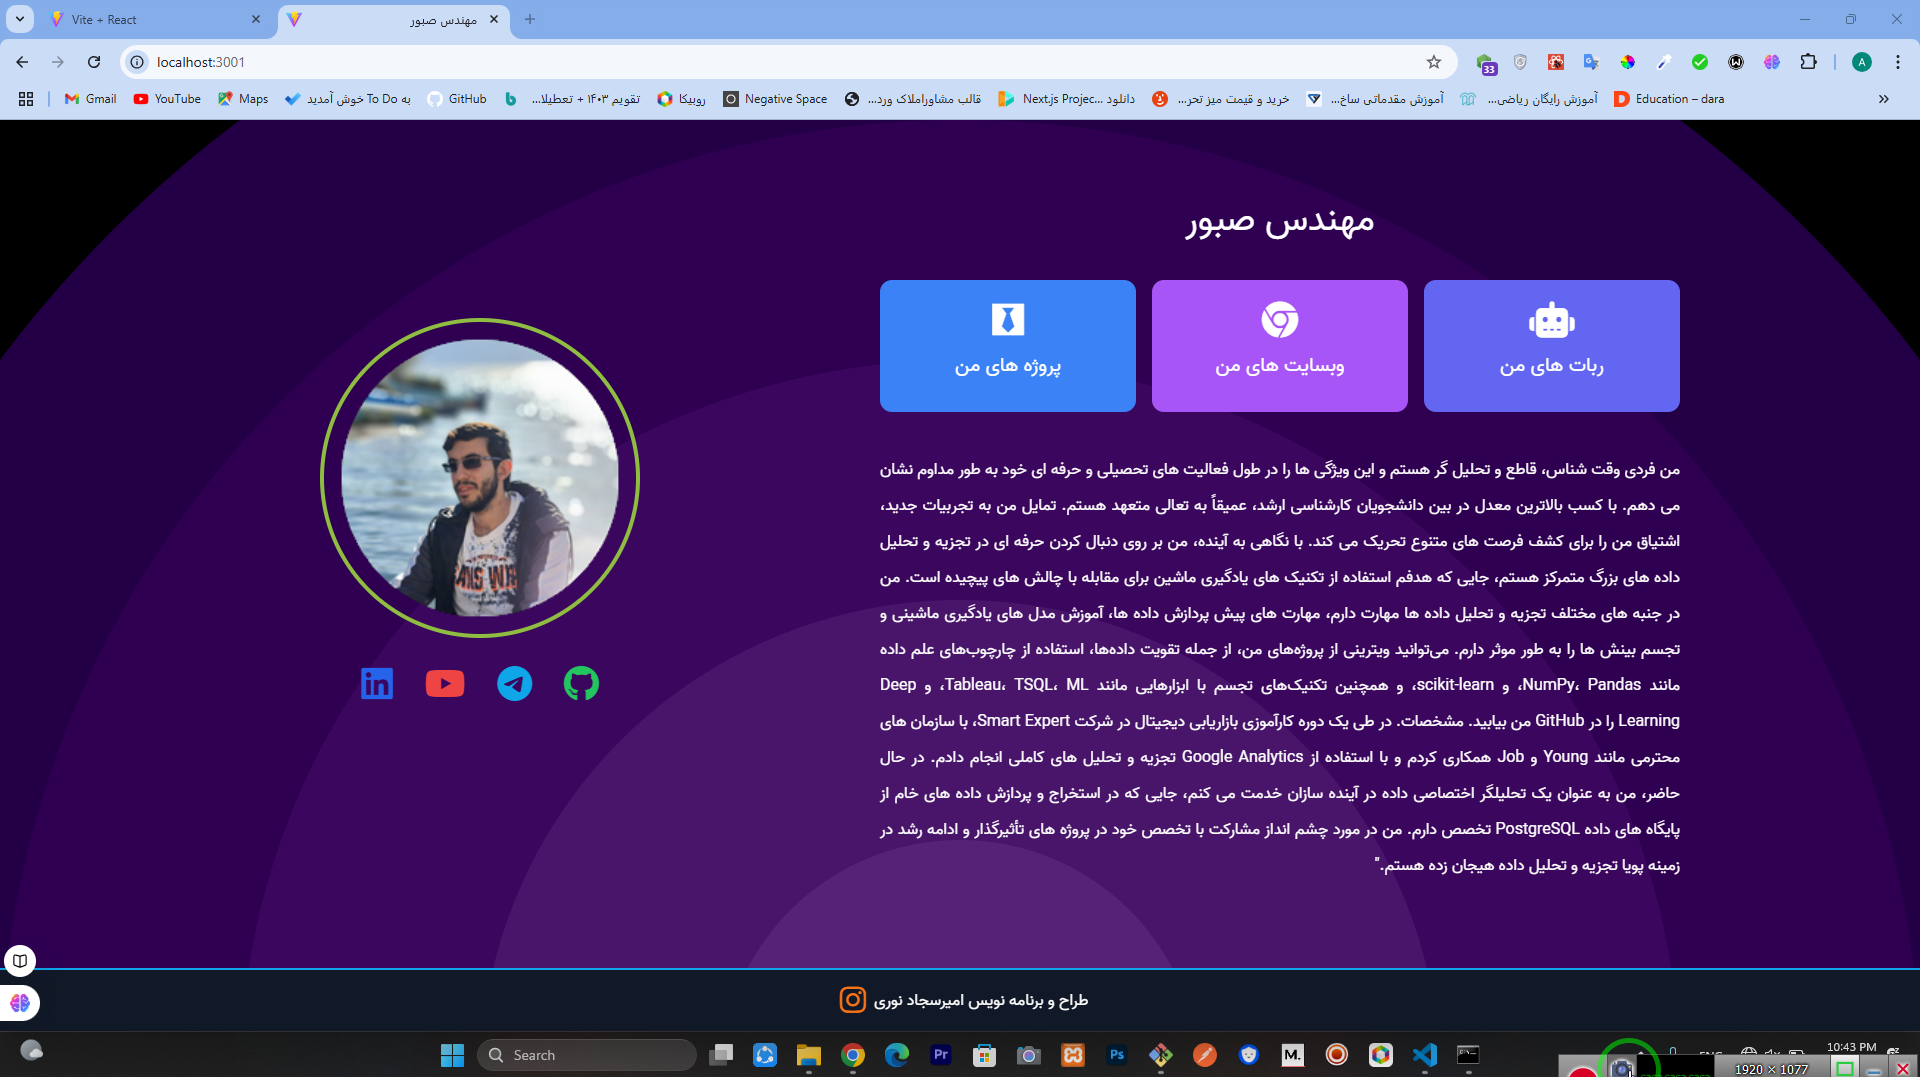 Vite + React
مهندس صبور
localhost:3001
33
A
Gmail
YouTube
Maps
به To Do خوش آمدید
GitHub
تقویم ۱۴۰۳ + تعطیلا...
روبیکا
Negative Space
قالب مشاوراملاک ورد...
دانلود Next.js Projec...
خرید و قیمت میز تحر...
آموزش مقدماتی ساخ...
آموزش رایگان ریاضی...
Education – dara
مهندس صبور
ربات های من
وبسایت های من
پروژه های من
من فردی وقت شناس، قاطع و تحلیل گر هستم و این ویژگی ها را در طول فعالیت های تحصیلی و حرفه ای خود به طور مداوم نشان
می دهم. با کسب بالاترین معدل در بین دانشجویان کارشناسی ارشد، عمیقاً به تعالی متعهد هستم. تمایل من به تجربیات جدید،
اشتیاق من را برای کشف فرصت های متنوع تحریک می کند. با نگاهی به آینده، من بر روی دنبال کردن حرفه ای در تجزیه و تحلیل
داده های بزرگ متمرکز هستم، جایی که هدفم استفاده از تکنیک های یادگیری ماشین برای مقابله با چالش های پیچیده است. من
در جنبه های مختلف تجزیه و تحلیل داده ها مهارت دارم، مهارت های پیش پردازش داده ها، آموزش مدل های یادگیری ماشینی و
تجسم بینش ها را به طور موثر دارم. می‌توانید ویترینی از پروژه‌های من، از جمله تقویت داده‌ها، استفاده از چارچوب‌های علم داده
مانند NumPy، Pandas، و scikit-learn، و همچنین تکنیک‌های تجسم با ابزارهایی مانند Tableau، TSQL، ML، و Deep
Learning را در GitHub من بیابید. مشخصات. در طی یک دوره کارآموزی بازاریابی دیجیتال در شرکت Smart Expert، با سازمان های
محترمی مانند Young و Job همکاری کردم و با استفاده از Google Analytics تجزیه و تحلیل های کاملی انجام دادم. در حال
حاضر، من به عنوان یک تحلیلگر اختصاصی داده در آینده سازان خدمت می کنم، جایی که در استخراج و پردازش داده های خام از
پایگاه های داده PostgreSQL تخصص دارم. من در مورد چشم انداز مشارکت با تخصص خود در پروژه های تأثیرگذار و ادامه رشد در
زمینه پویا تجزیه و تحلیل داده هیجان زده هستم."
طراح و برنامه نویس امیرسجاد نوری
Search
Pr
Ps
M.
10:43 PM
1920 × 1077